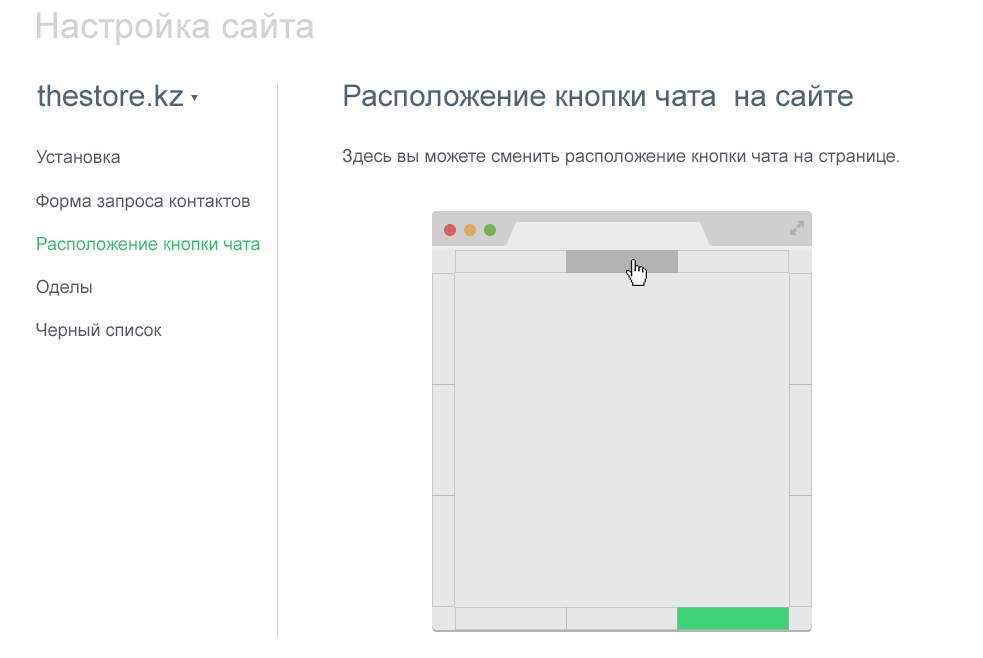 Настройка сайта
thestore.kz
Установка
Форма запроса контактов
Расположение кнопки чата
Оделы
Черный список
Расположение кнопки чата на сайте
Здесь вы можете сменить расположение кнопки чата на странице.